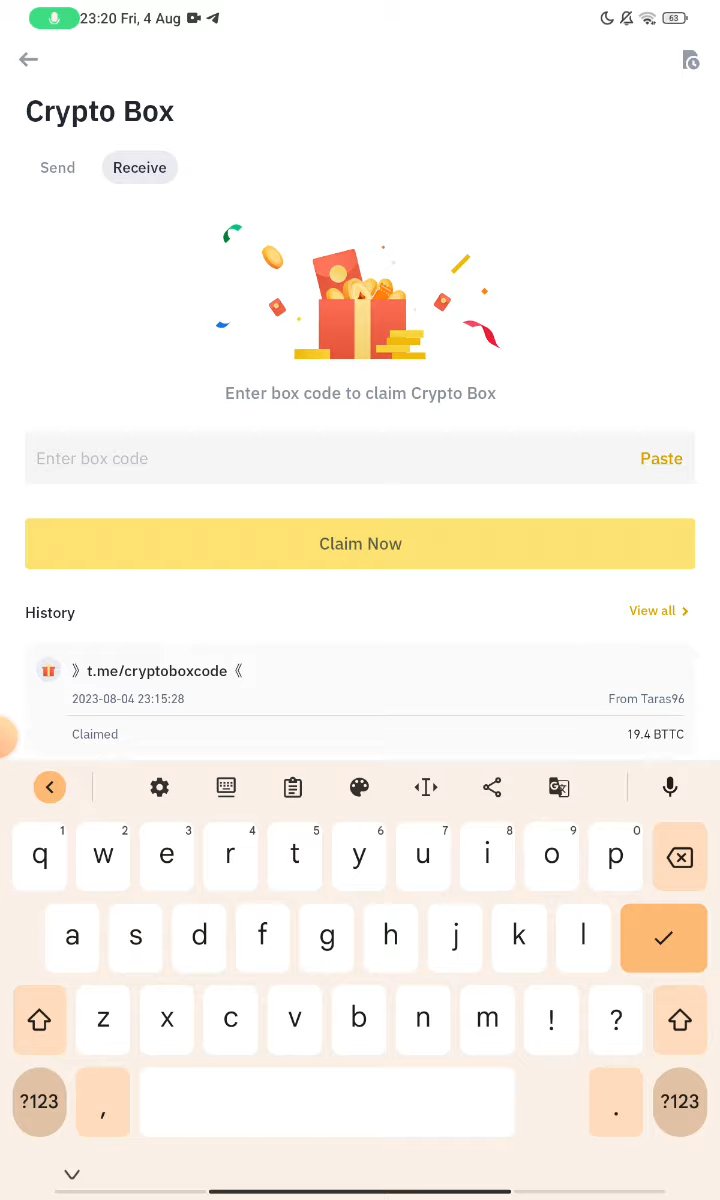 23:20 Fri, 4 Aug
63
Crypto Box
Send Receive
Enter box code to claim Crypto Box
Enter box code Paste
Claim Now
History View all
》t.me/cryptoboxcode《
2023-08-04 23:15:28 From Taras96
Claimed 19.4 BTTC
1 2 3 4 5 6 7 8 9 0
q w e r t y u i o p
a s d f g h j k l
z x c v b n m ! ?
?123 , . ?123